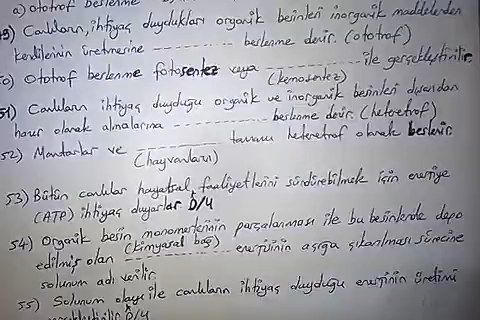 a) ototrof beslenme
49) Canlıların, ihtiyaç duydukları organik besinleri inorganik maddelerden
kendilerinin üretmesine ---------- beslenme denir. (ototrof)
50) Ototrof beslenme fotosentez veya ---------- ile gerçekleştirilir.
(kemosentez)
51) Canlıların ihtiyaç duyduğu organik ve inorganik besinleri dışarıdan
hazır olarak almalarına ---------- beslenme denir. (heterotrof)
52) Mantarlar ve ---------- tamamı heterotrof olarak beslenir.
(hayvanların)
53) Bütün canlılar hayatsal faaliyetlerini sürdürebilmek için enerjiye
(ATP) ihtiyaç duyarlar D/Y
54) Organik besin monomerlerinin parçalanması ile bu besinlerde depo
edilmiş olan (kimyasal bağ) enerjisinin açığa çıkarılması sürecine
solunum adı verilir.
55) Solunum olayı ile canlıların ihtiyaç duyduğu enerjinin üretimi
gerçekleştirilir D/Y